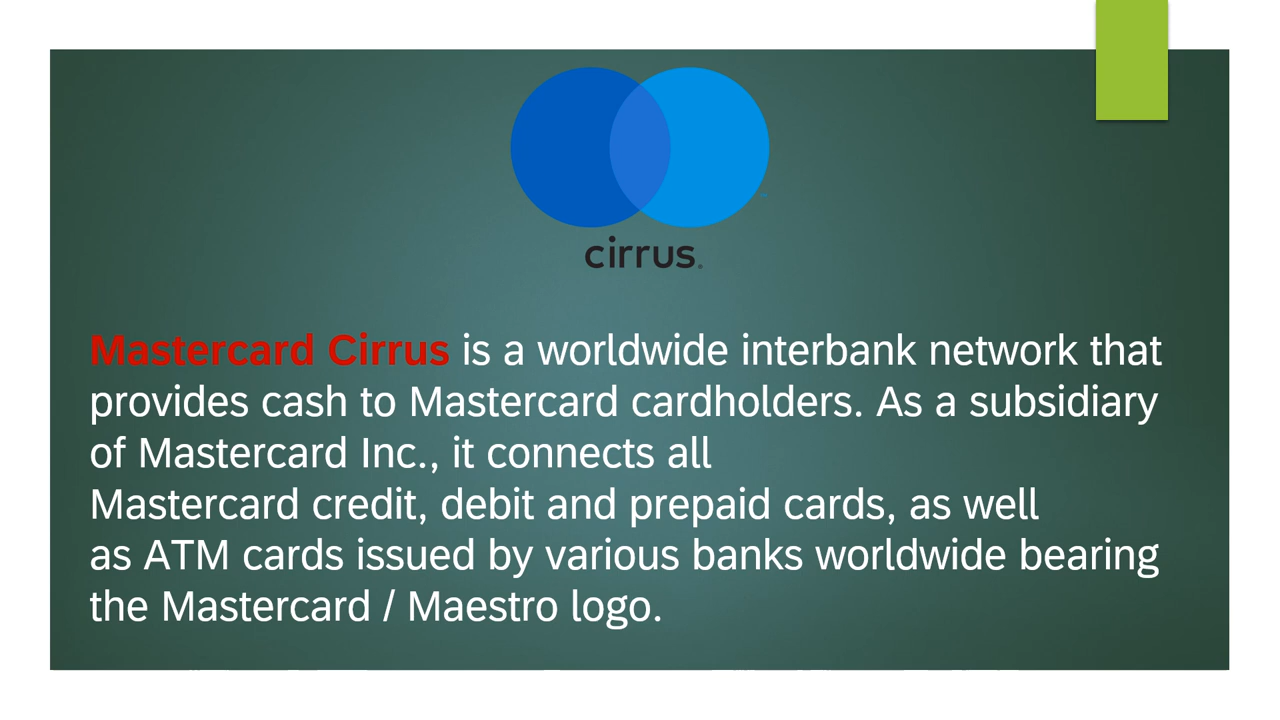 cirrus.
Mastercard Cirrus is a worldwide interbank network that
provides cash to Mastercard cardholders. As a subsidiary
of Mastercard Inc., it connects all
Mastercard credit, debit and prepaid cards, as well
as ATM cards issued by various banks worldwide bearing
the Mastercard / Maestro logo.